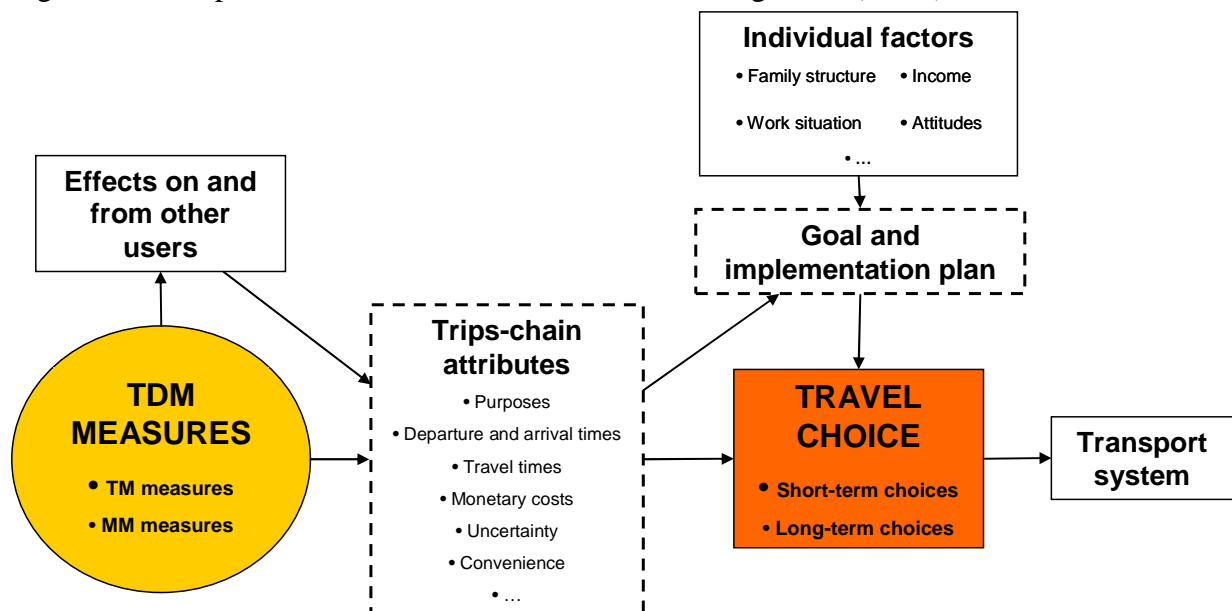 Individual factors
• Family structure
• Income
• Work situation
• Attitudes
• ...
Effects on and
from other
users
Goal and
implementation plan
Trips-chain
attributes
• Purposes
• Departure and arrival times
• Travel times
• Monetary costs
• Uncertainty
• Convenience
• ...
TDM
MEASURES
• TM measures
• MM measures
TRAVEL
CHOICE
• Short-term choices
• Long-term choices
Transport
system